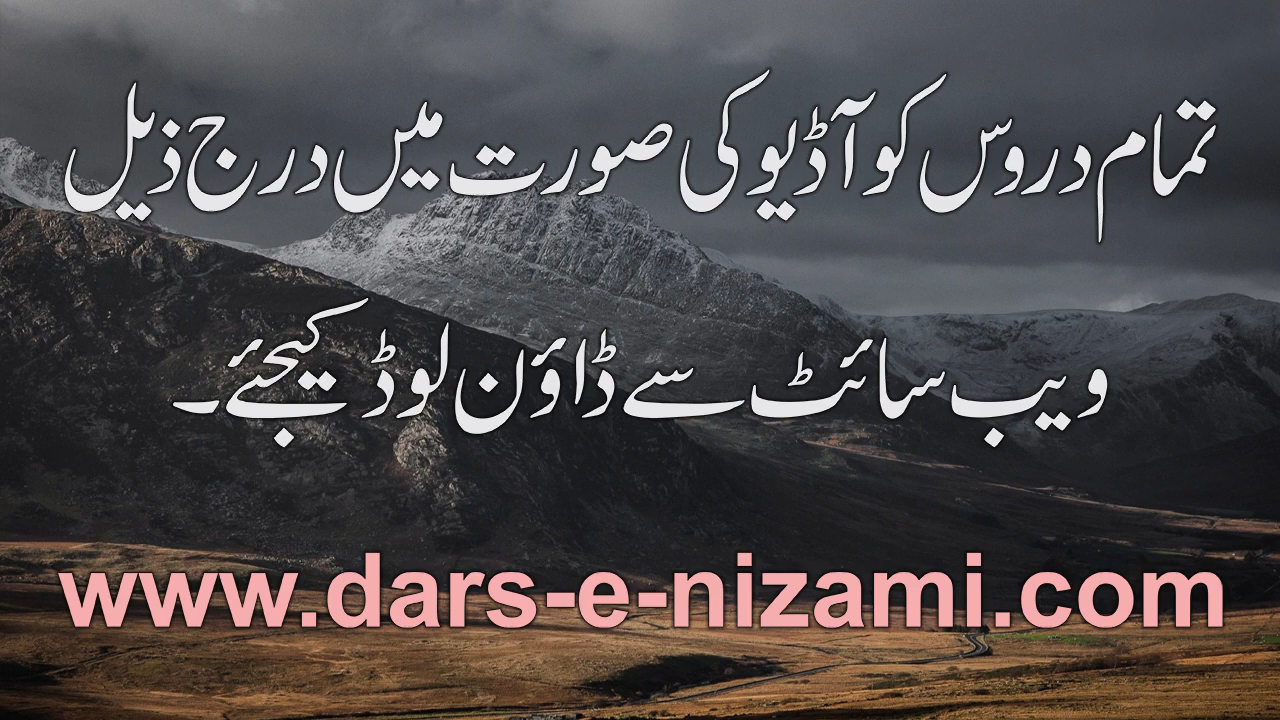 تمام دروس کو آڈیو کی صورت میں درج ذیل
ویب سائٹ سے ڈاؤن لوڈ کیجئے۔
www.dars-e-nizami.com